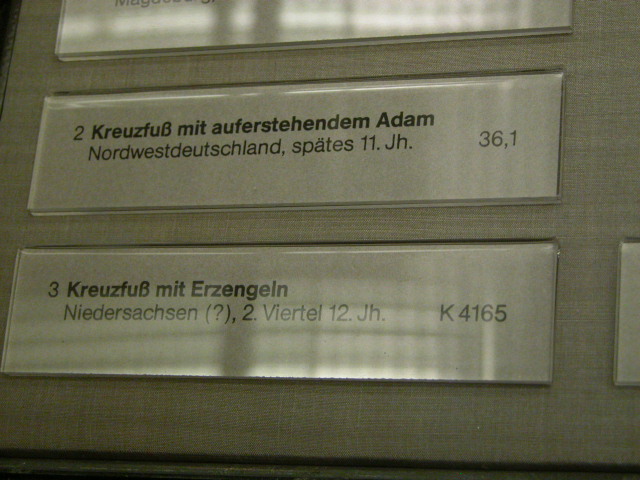 Magdeburg,
2 Kreuzfuß mit auferstehendem Adam
Nordwestdeutschland, spätes 11. Jh. 36,1
3 Kreuzfuß mit Erzengeln
Niedersachsen (?), 2. Viertel 12. Jh. K 4165